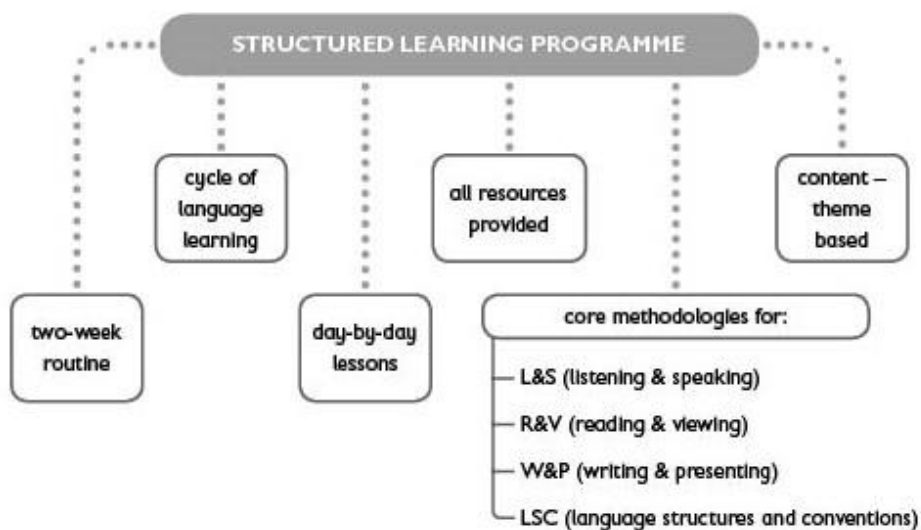 STRUCTURED LEARNING PROGRAMME
cycle of
language
learning
all resources
provided
content –
theme
based
two-week
routine
day-by-day
lessons
core methodologies for:
L&S (listening & speaking)
R&V (reading & viewing)
W&P (writing & presenting)
LSC (language structures and conventions)